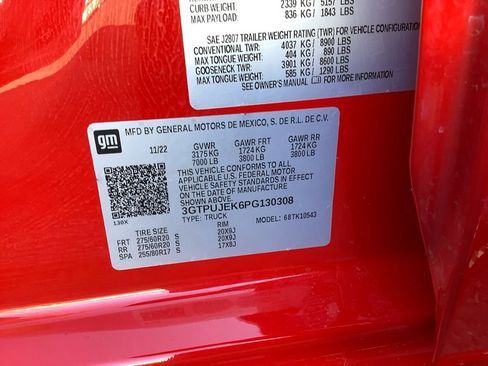 CURB WEIGHT: 2339 KG / 5157 LBS
MAX PAYLOAD: 836 KG / 1843 LBS
SAE J2807 TRAILER WEIGHT RATING (TWR) FOR VEHICLE CONFIGURATION
CONVENTIONAL TWR: 4037 KG / 8900 LBS
MAX TONGUE WEIGHT: 404 KG / 890 LBS
GOOSENECK TWR: 3901 KG / 8600 LBS
MAX TONGUE WEIGHT: 585 KG / 1290 LBS
SEE OWNER'S MANUAL FOR MORE INFORMATION
gm
MFD BY GENERAL MOTORS DE MEXICO, S. DE R.L. DE C.V.
11/22 GVWR GAWR FRT GAWR RR
3175 KG 1724 KG 1724 KG
7000 LB 3800 LB 3800 LB
THIS VEHICLE CONFORMS TO ALL
APPLICABLE U.S. FEDERAL MOTOR
VEHICLE SAFETY, BUMPER, AND THEFT
PREVENTION STANDARDS IN EFFECT
ON THE DATE OF MANUFACTURE
SHOWN ABOVE.
3GTPUJEK6PG130308
130X TYPE: TRUCK MODEL: 68TK10543
TIRE SIZE RIM
FRT 275/60R20 S 20X9J
RR 275/60R20 S 20X9J
SPA 255/80R17 S 17X8J